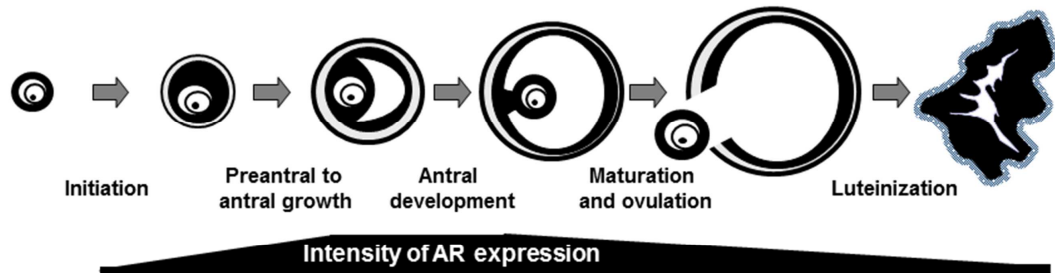 Initiation
Preantral to
antral growth
Antral
development
Maturation
and ovulation
Luteinization
Intensity of AR expression